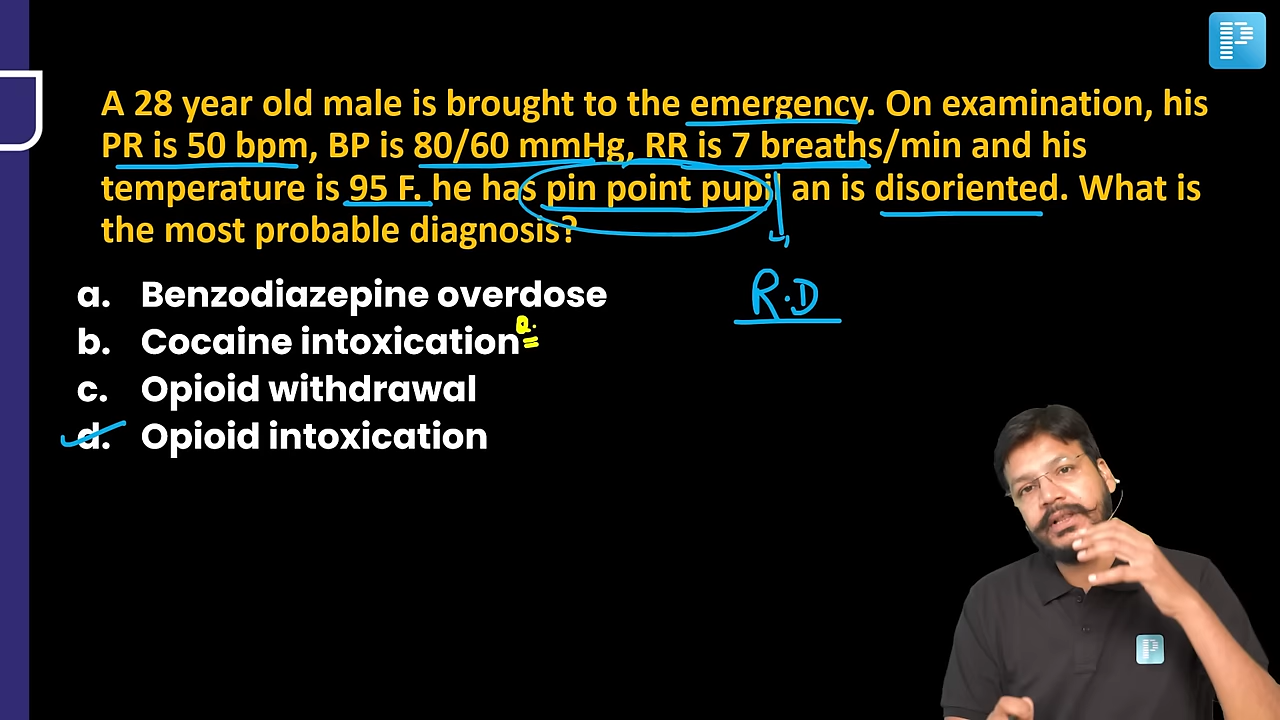 A 28 year old male is brought to the emergency. On examination, his
PR is 50 bpm, BP is 80/60 mmHg, RR is 7 breaths/min and his
temperature is 95 F. he has pin point pupil an is disoriented. What is
the most probable diagnosis?
R.D
a. Benzodiazepine overdose
b. Cocaine intoxication
c. Opioid withdrawal
d. Opioid intoxication
P
P